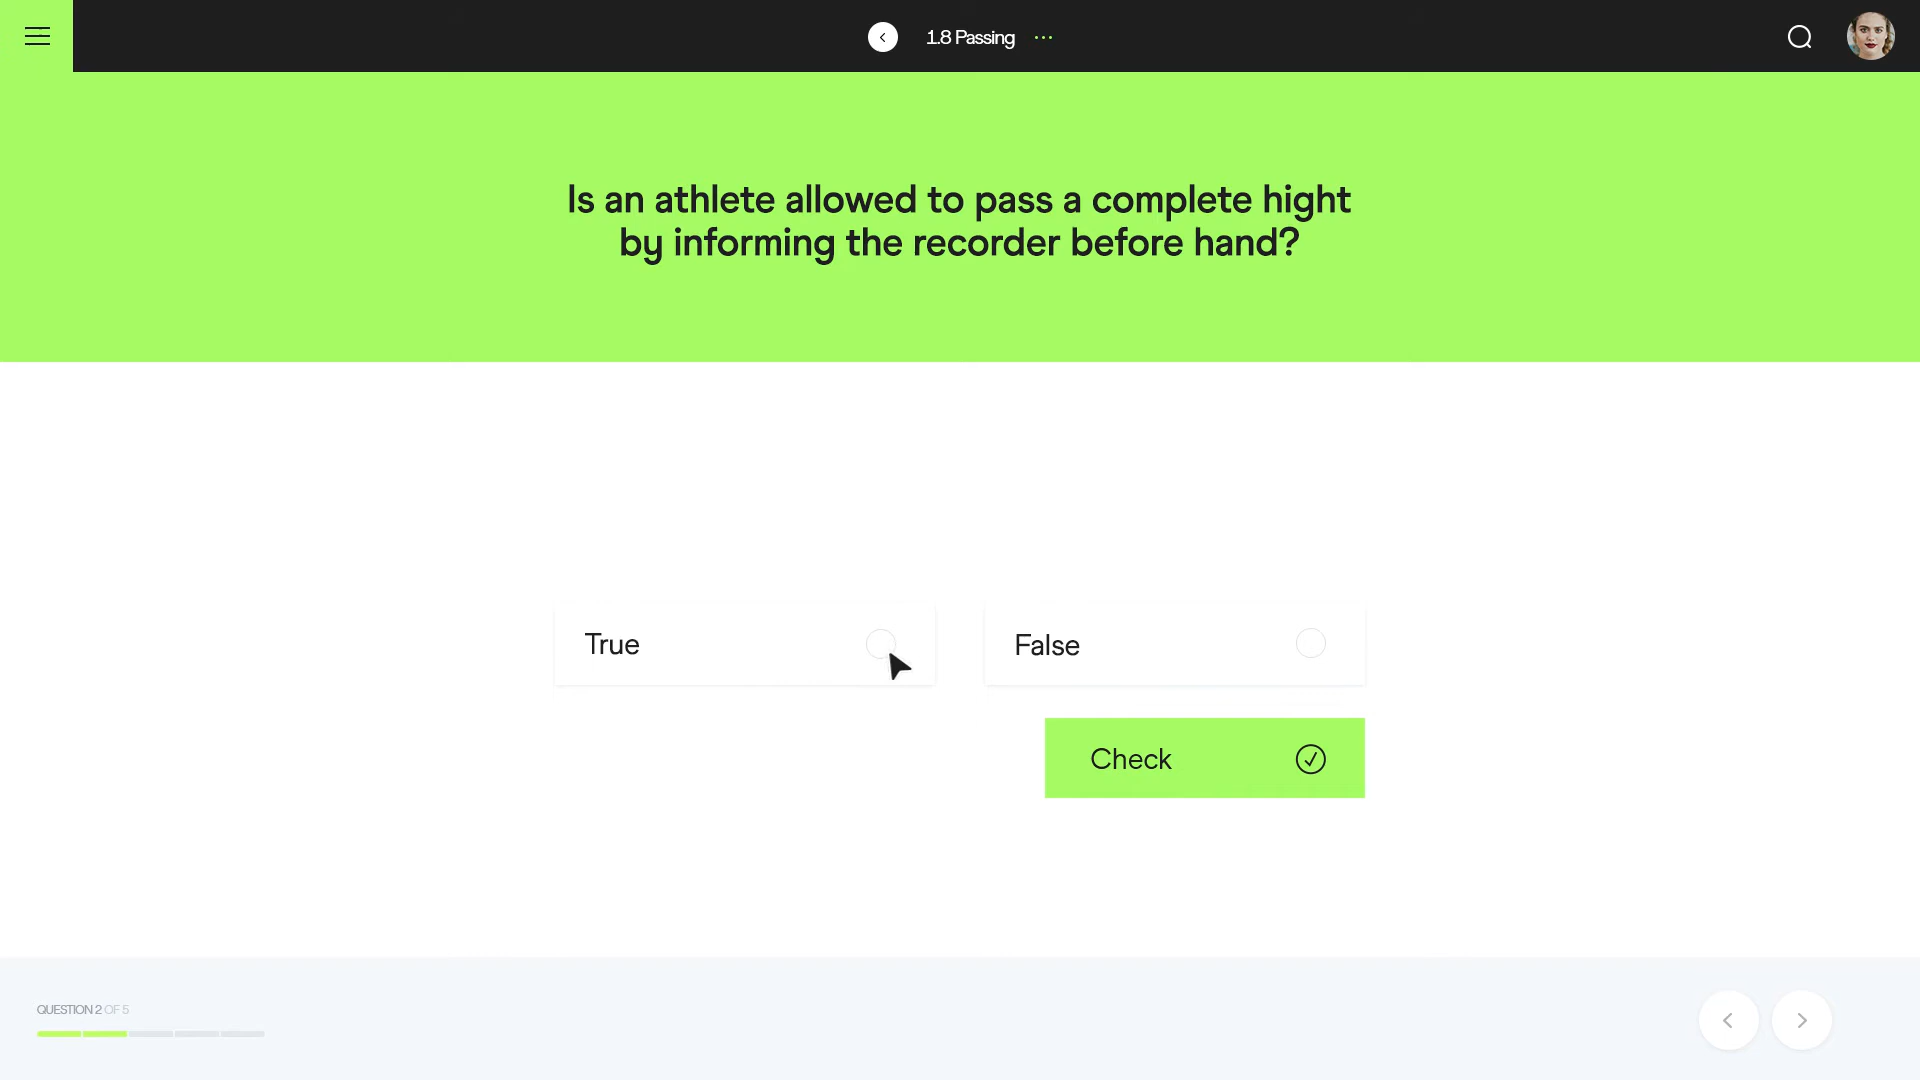 1.8 Passing
Is an athlete allowed to pass a complete hight
by informing the recorder before hand?
True
False
Check
QUESTION 2 OF 5